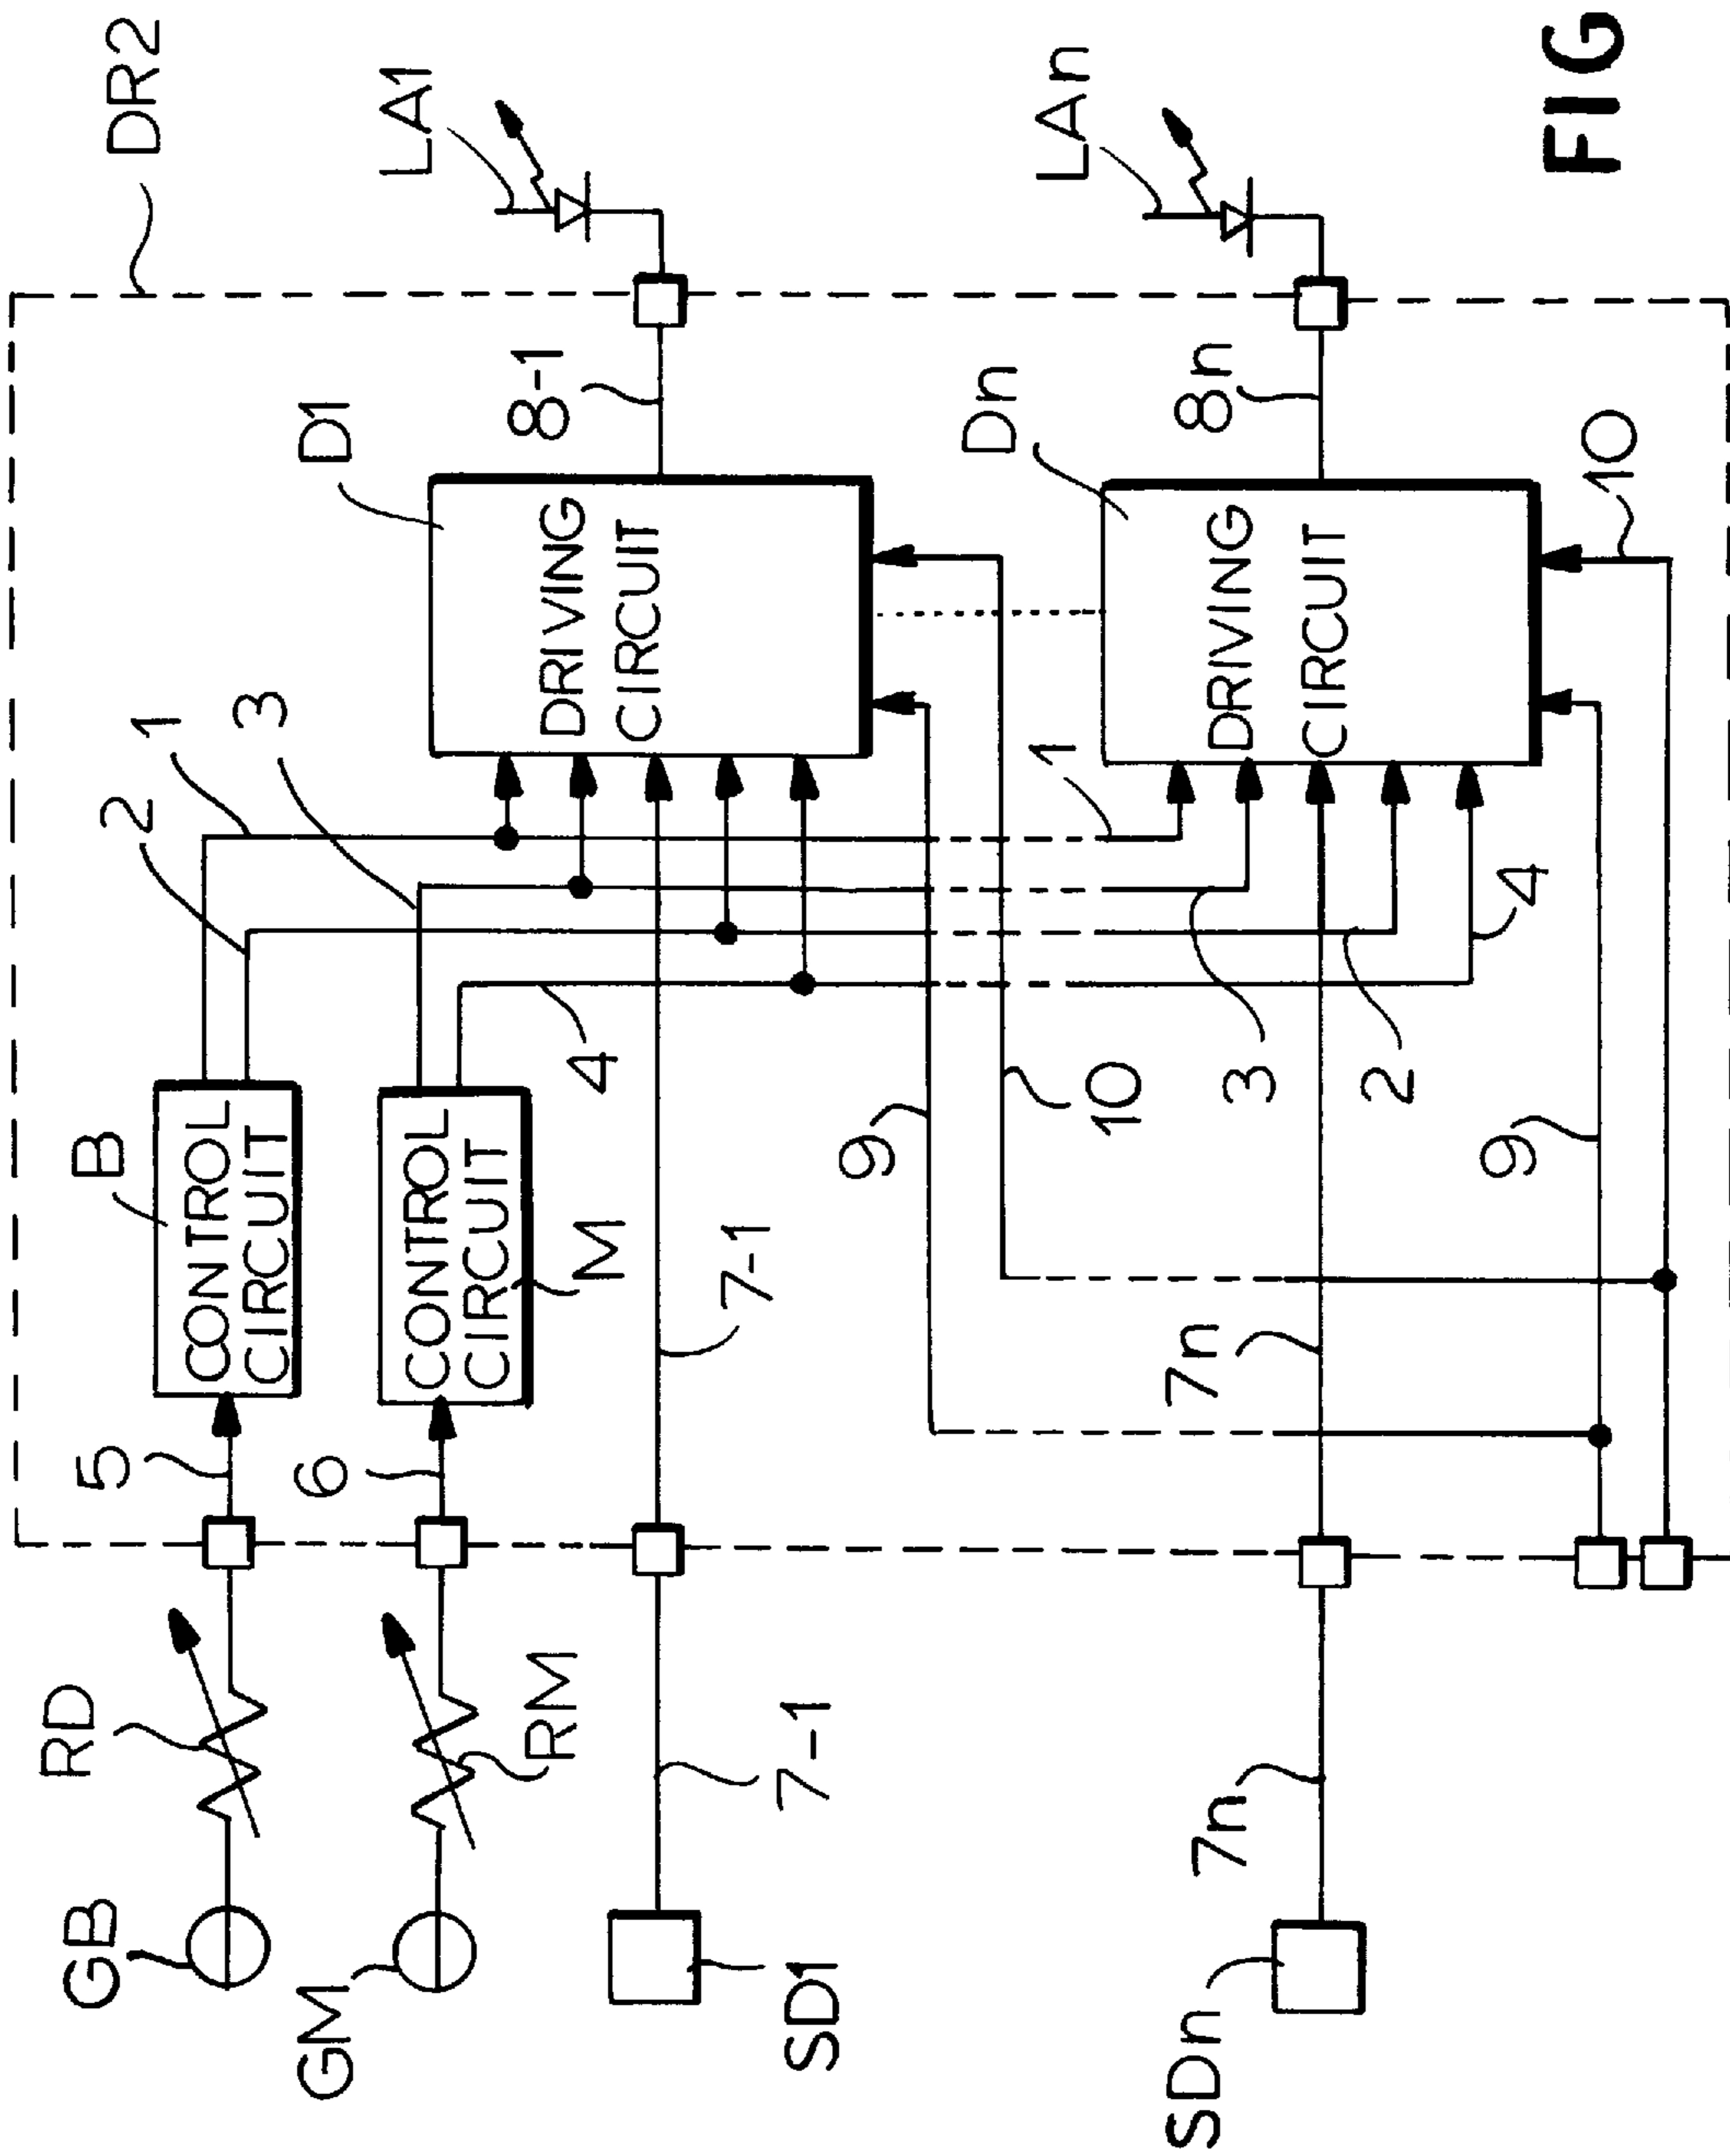 DR2
LA1
LAn
FIG
D1
8-1
Dn
8n
10
DRIVING
CIRCUIT
DRIVING
CIRCUIT
1
2
3
1
4
B
CONTROL
CIRCUIT
CONTROL
CIRCUIT
M
4
10
3
2
9
9
7-1
7n
5
6
RD
RM
7-1
7n
GB
GM
SD1
SDn